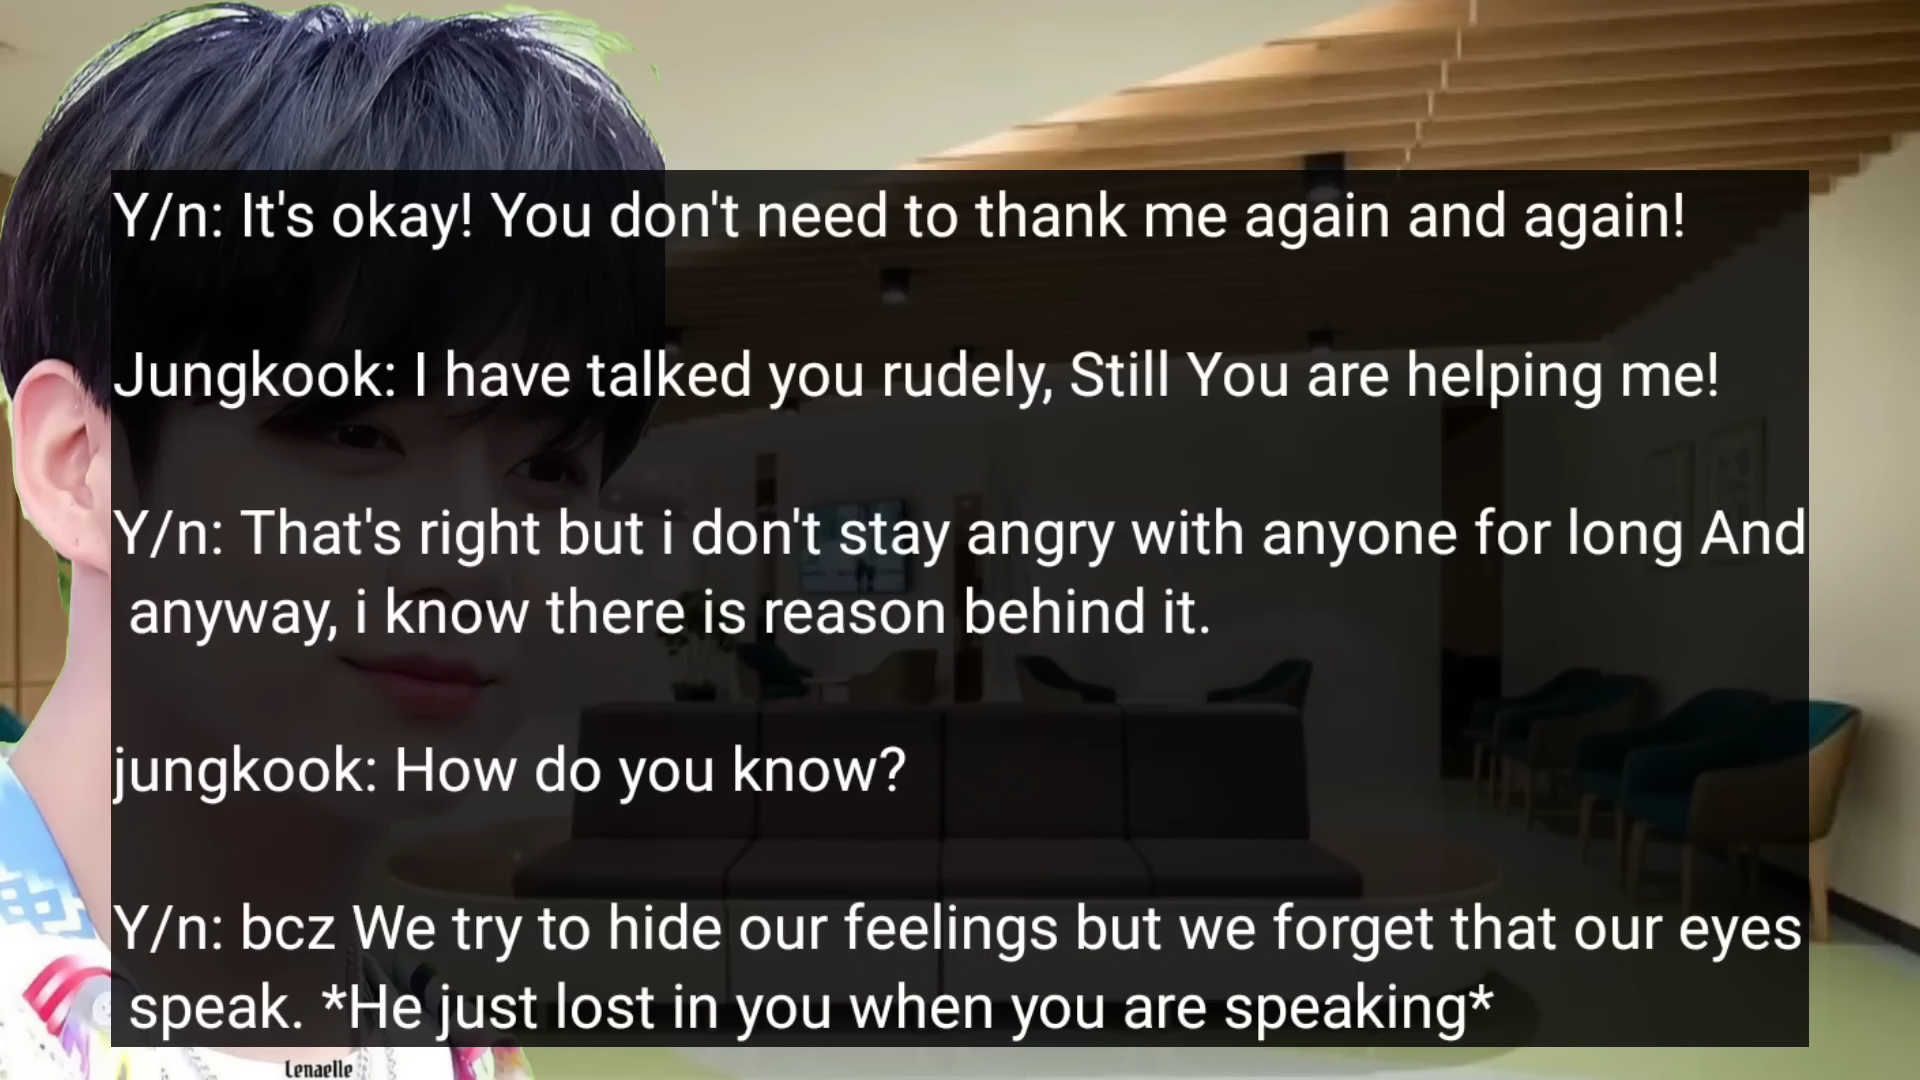 Y/n: It's okay! You don't need to thank me again and again!
Jungkook: I have talked you rudely, Still You are helping me!
Y/n: That's right but i don't stay angry with anyone for long And
anyway, i know there is reason behind it.
jungkook: How do you know?
Y/n: bcz We try to hide our feelings but we forget that our eyes
speak. *He just lost in you when you are speaking*
Lenaelle